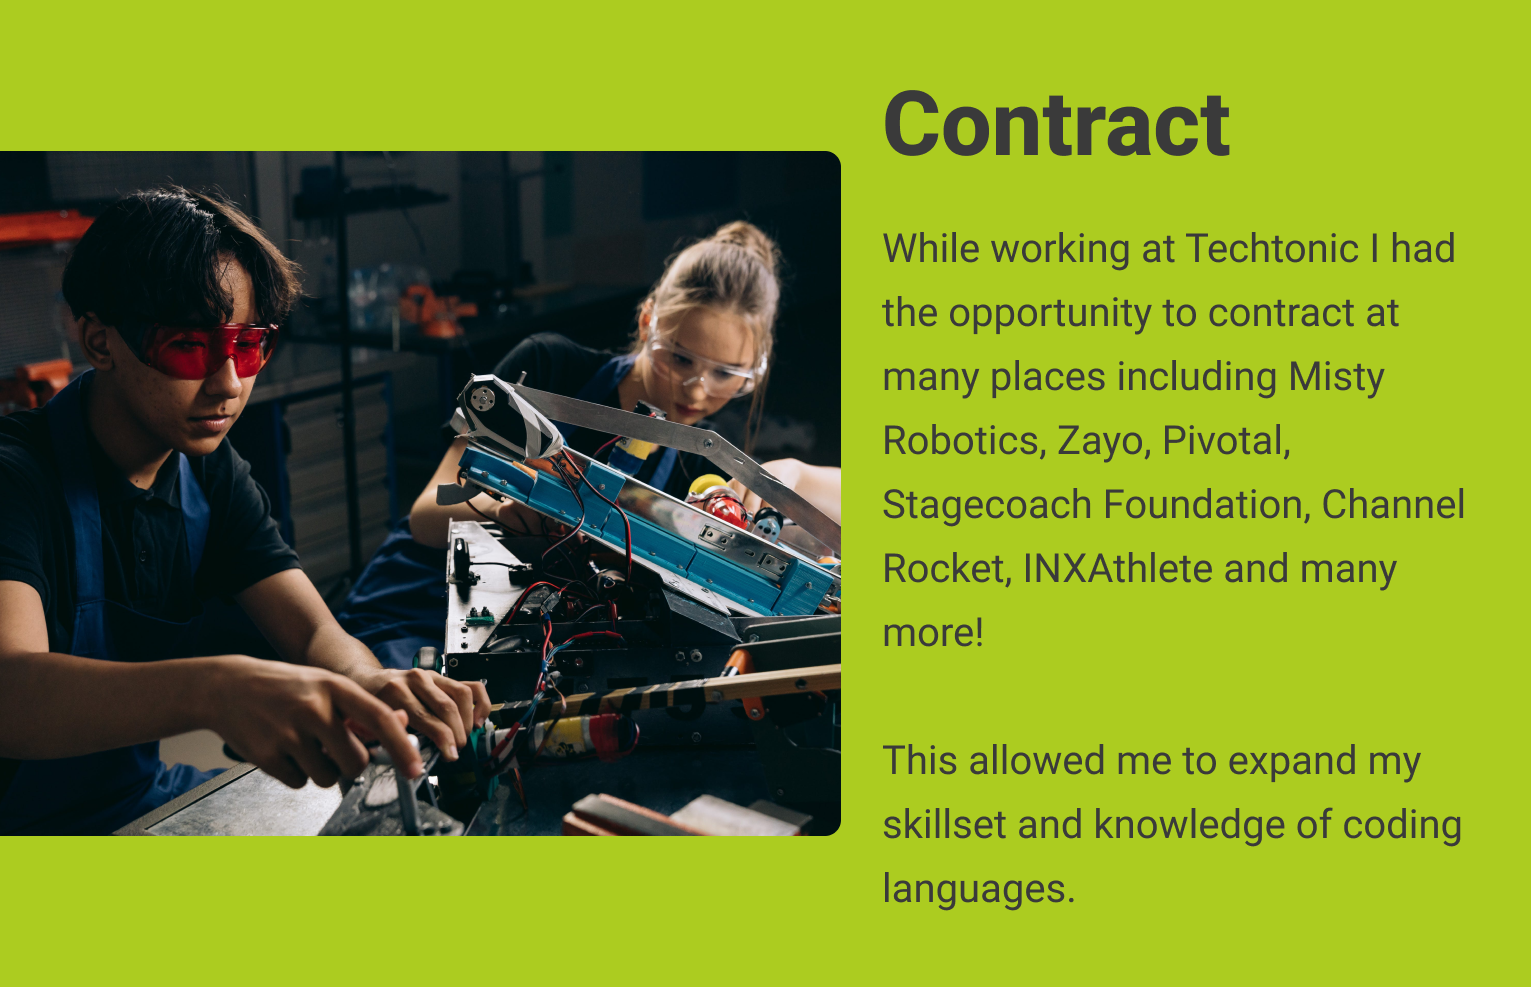 Contract
While working at Techtonic I had
the opportunity to contract at
many places including Misty
Robotics, Zayo, Pivotal,
Stagecoach Foundation, Channel
Rocket, INXAthlete and many
more!
This allowed me to expand my
skillset and knowledge of coding
languages.